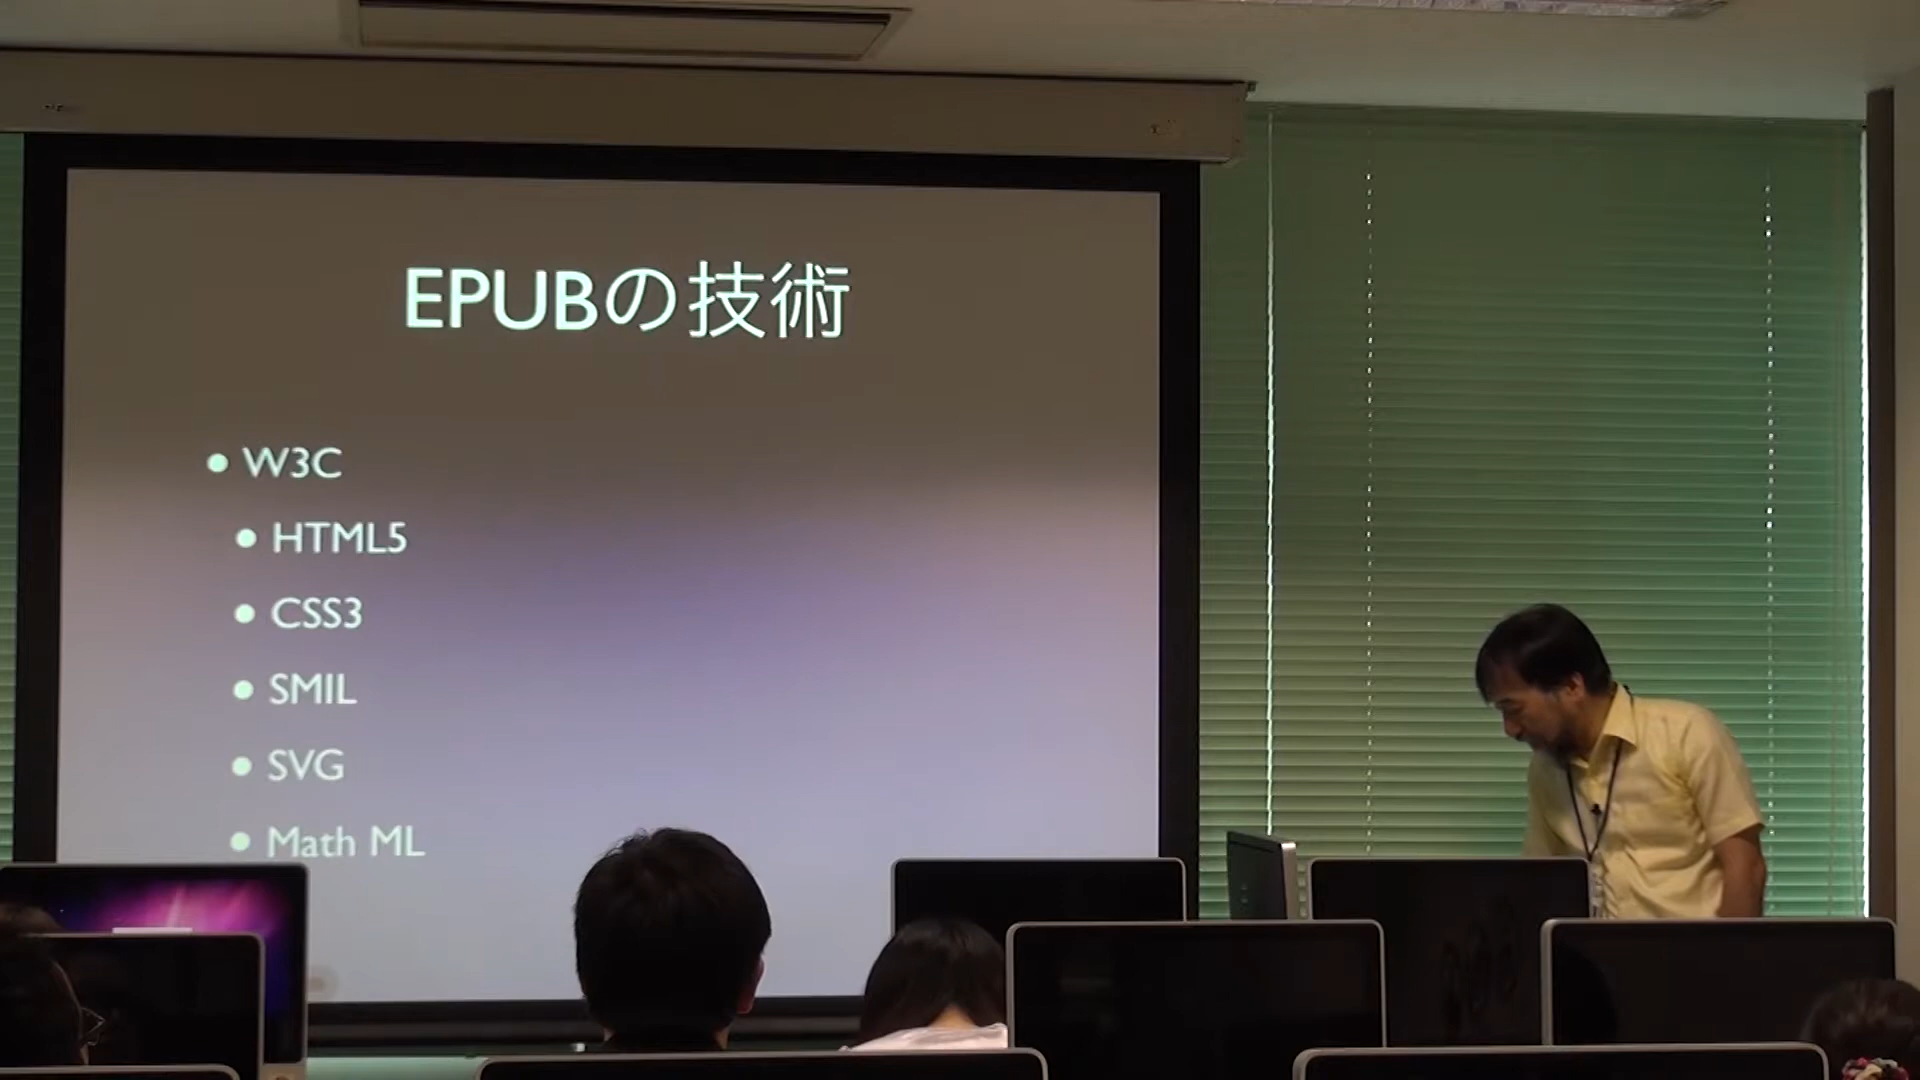 EPUBの技術
• W3C
• HTML5
• CSS3
• SMIL
• SVG
• Math ML